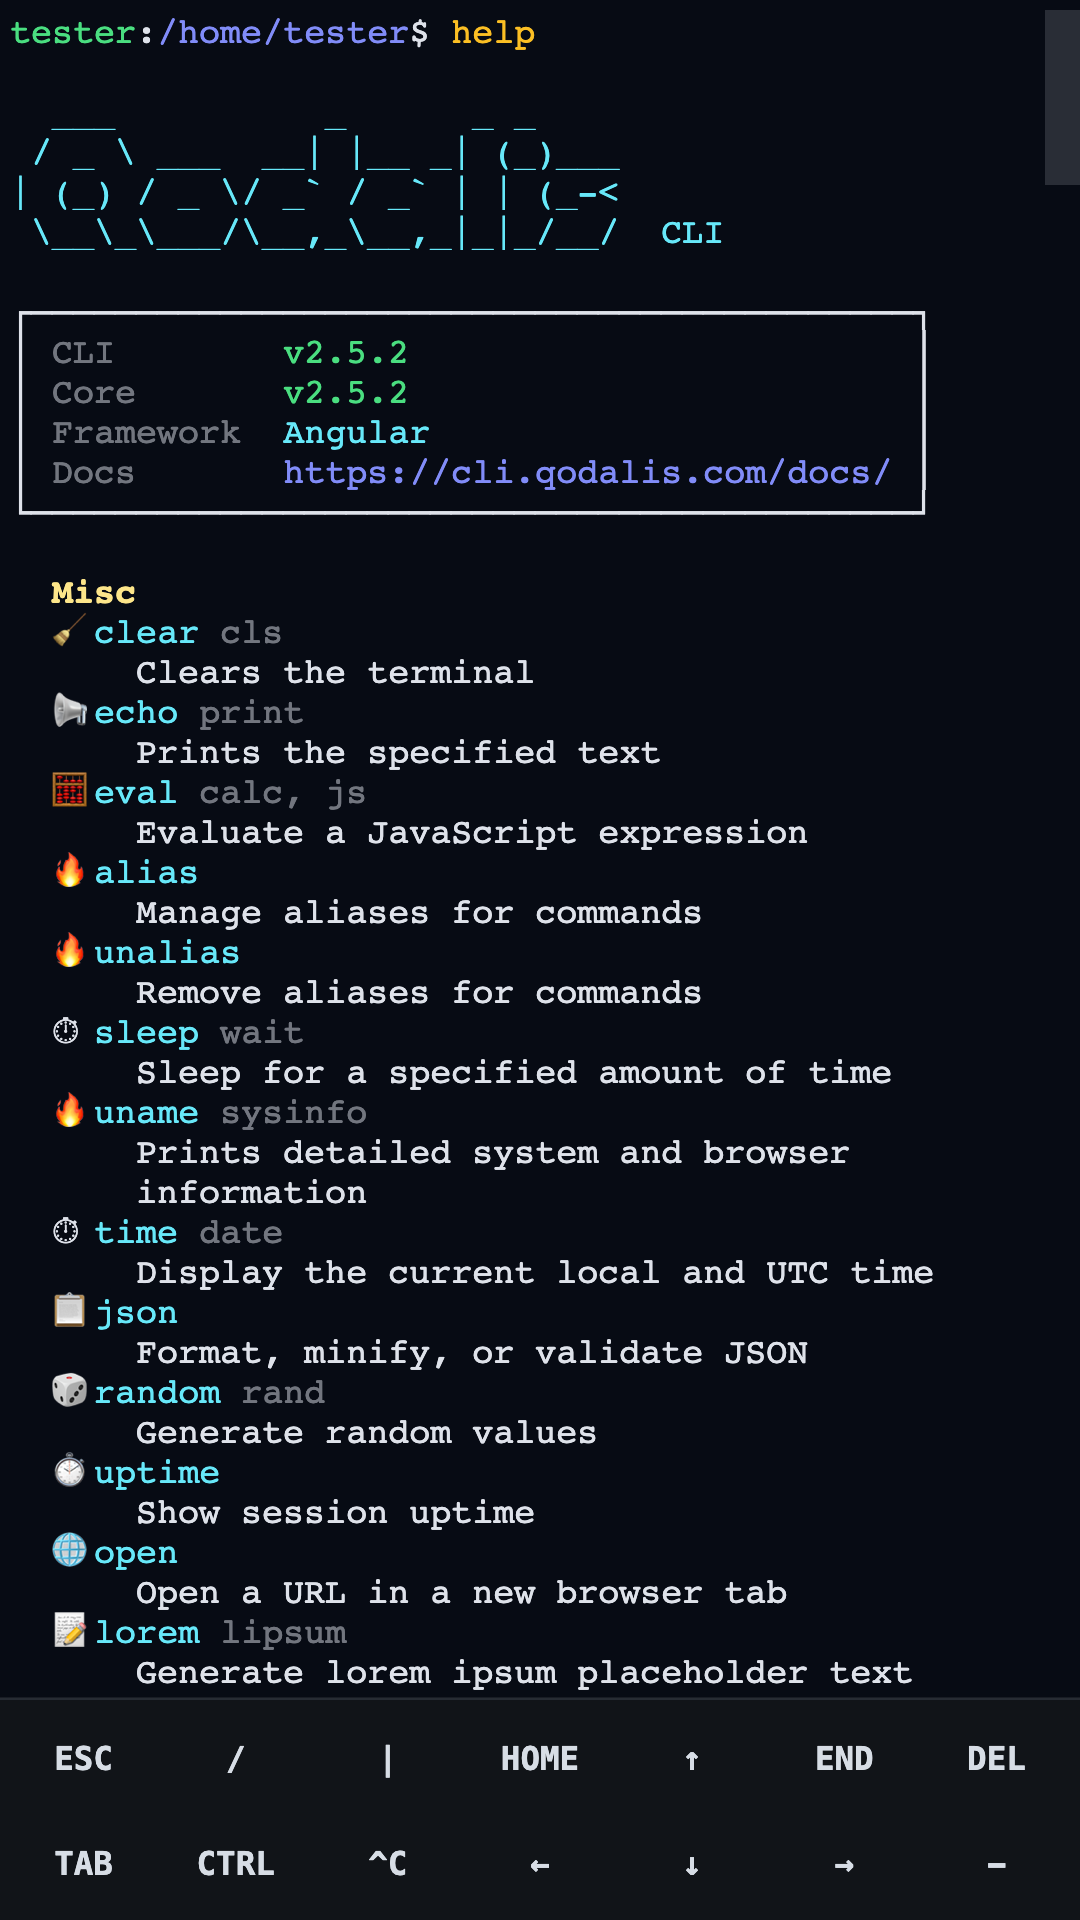 tester:/home/tester$ help
Qodalis CLI
CLI v2.5.2
Core v2.5.2
Framework Angular
Docs https://cli.qodalis.com/docs/
Misc
clear cls
Clears the terminal
echo print
Prints the specified text
eval calc, js
Evaluate a JavaScript expression
alias
Manage aliases for commands
unalias
Remove aliases for commands
sleep wait
Sleep for a specified amount of time
uname sysinfo
Prints detailed system and browser
information
time date
Display the current local and UTC time
json
Format, minify, or validate JSON
random rand
Generate random values
uptime
Show session uptime
open
Open a URL in a new browser tab
lorem lipsum
Generate lorem ipsum placeholder text
ESC / | HOME ↑ END DEL
TAB CTRL ^C ← ↓ → −